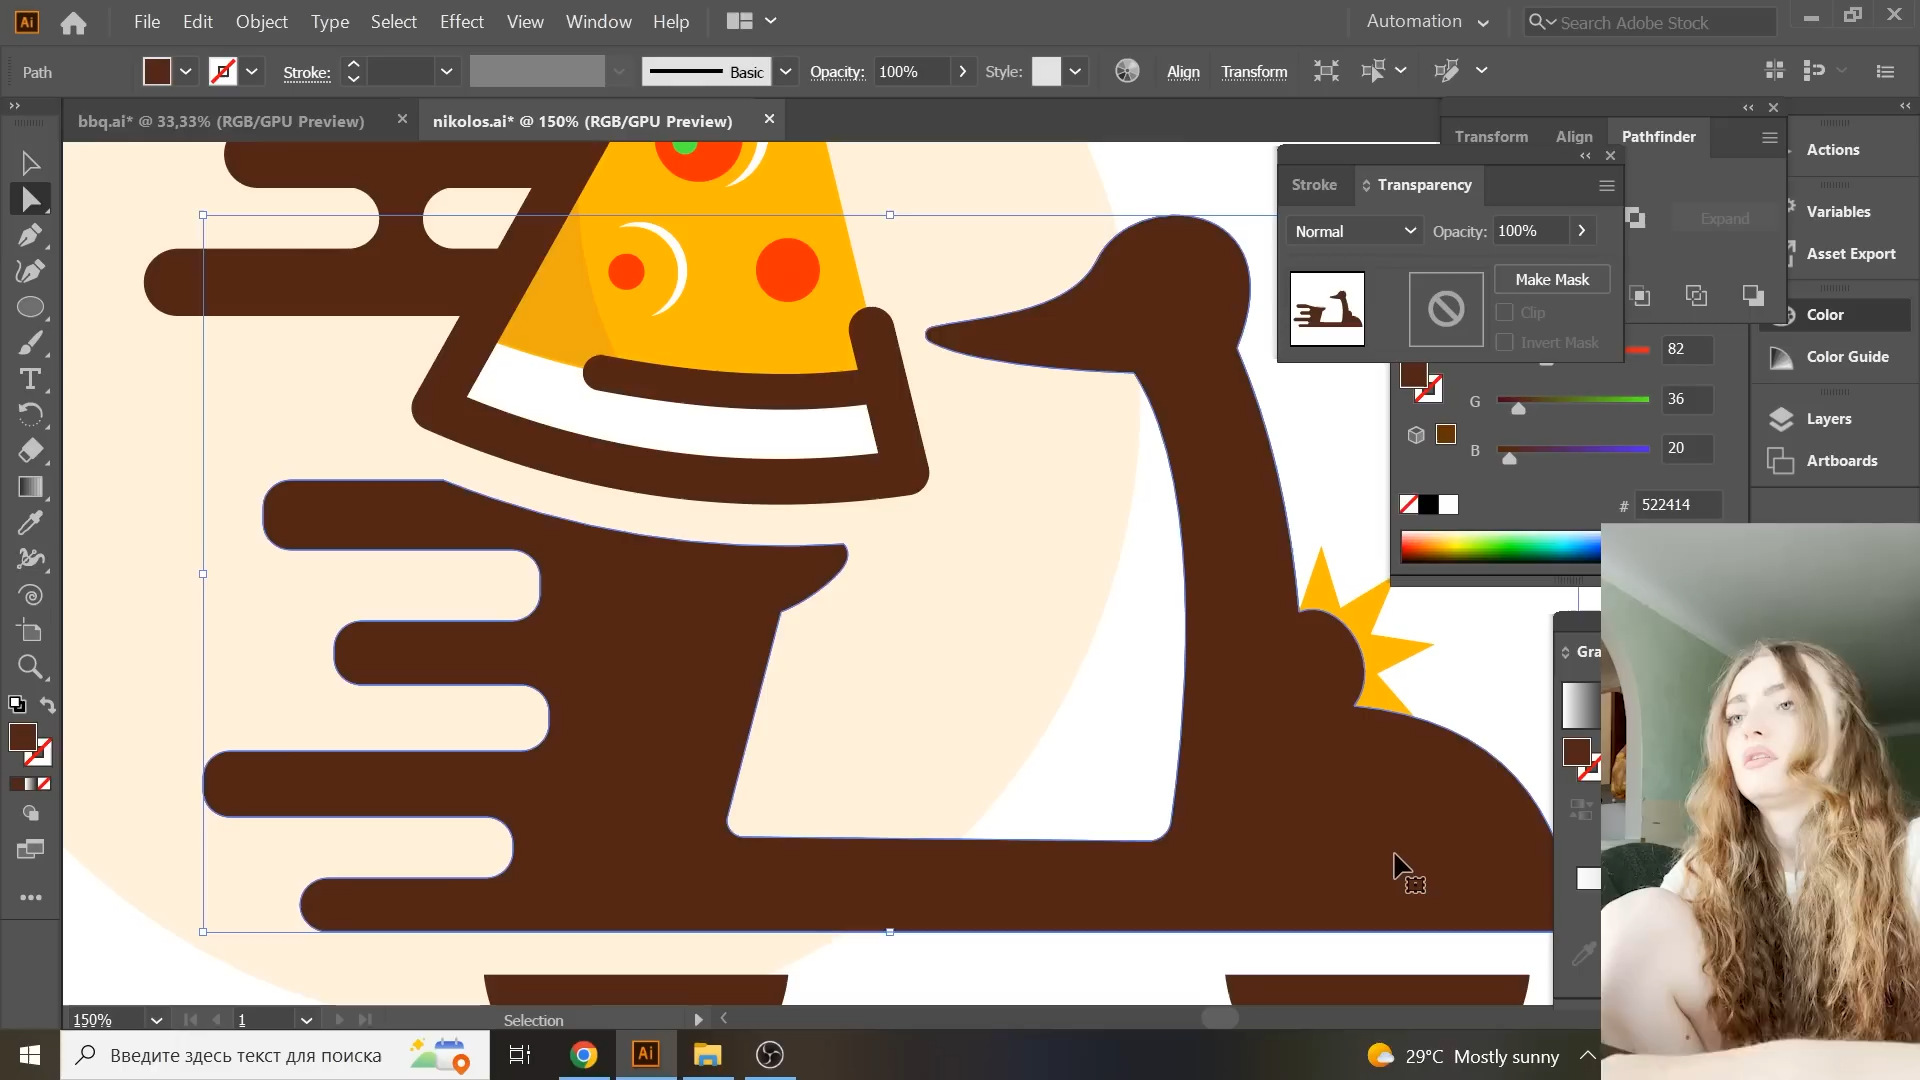 Ai File Edit Object Type Select Effect View Window Help Automation Search Adobe Stock
Path Stroke: Basic Opacity: 100% Style: Align Transform
bbq.ai* @ 33,33% (RGB/GPU Preview) nikolos.ai* @ 150% (RGB/GPU Preview)
Transform Align Pathfinder
Stroke Transparency
Normal Opacity: 100%
Make Mask
Clip
Invert Mask
Expand
Actions
Variables
Asset Export
Color
Color Guide
Layers
Artboards
82
G 36
B 20
# 522414
Gra
150% 1 Selection
Введите здесь текст для поиска Ai 29°C Mostly sunny